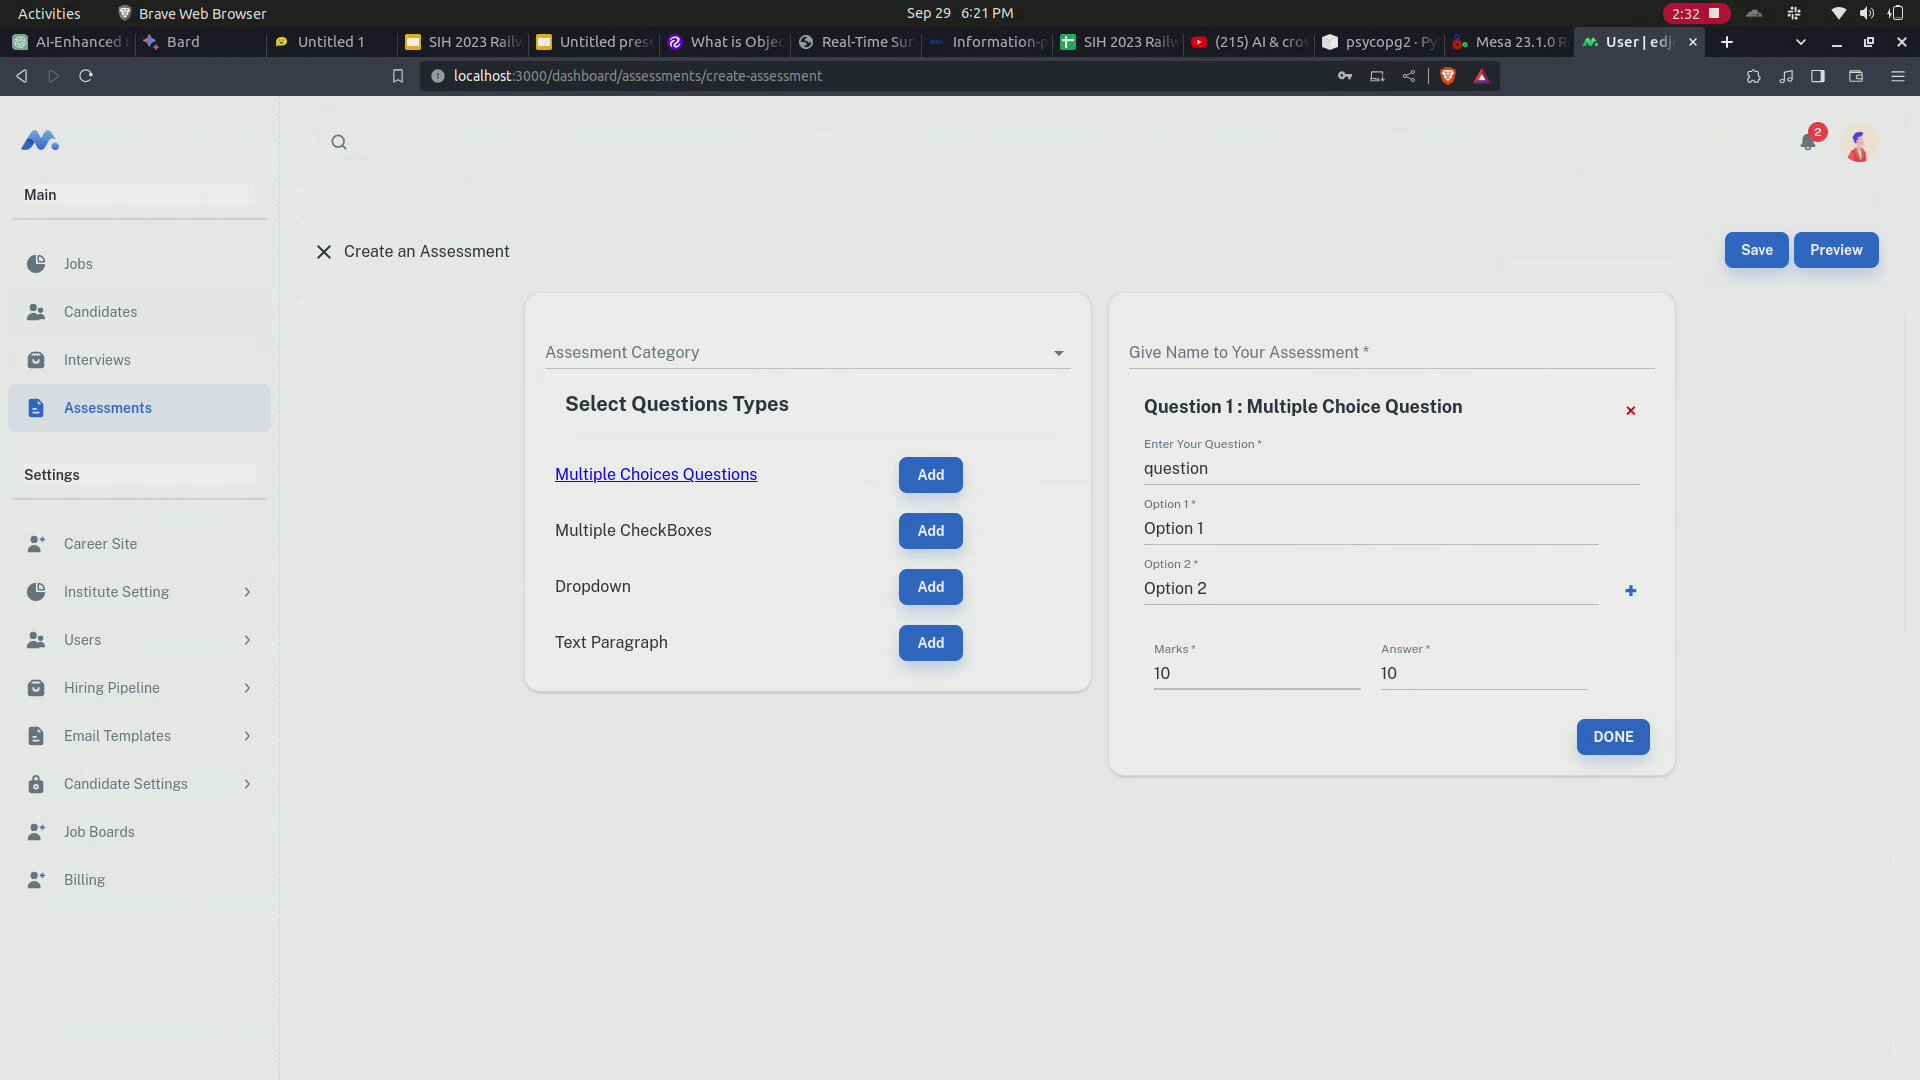 Activities
Brave Web Browser
Sep 29 6:21 PM
2:32
AI-Enhanced
Bard
Untitled 1
SIH 2023 Railw
Untitled prese
What is Objec
Real-Time Sur
Information-p
SIH 2023 Railw
(215) AI & crow
psycopg2 · Py
Mesa 23.1.0 R
User | edj
localhost:3000/dashboard/assessments/create-assessment
2
Main
Jobs
Candidates
Interviews
Assessments
Settings
Career Site
Institute Setting
Users
Hiring Pipeline
Email Templates
Candidate Settings
Job Boards
Billing
Create an Assessment
Save
Preview
Assesment Category
Select Questions Types
Multiple Choices Questions
Add
Multiple CheckBoxes
Add
Dropdown
Add
Text Paragraph
Add
Give Name to Your Assessment *
Question 1 : Multiple Choice Question
Enter Your Question *
question
Option 1 *
Option 1
Option 2 *
Option 2
Marks *
10
Answer *
10
DONE